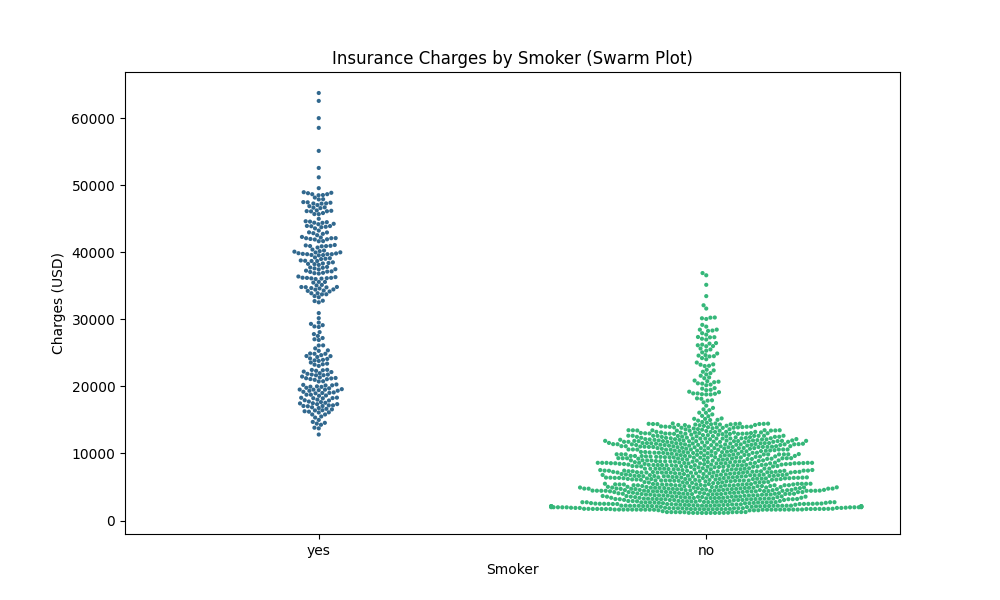 Insurance Charges by Smoker (Swarm Plot)
Charges (USD)
60000
50000
40000
30000
20000
10000
0
yes
no
Smoker